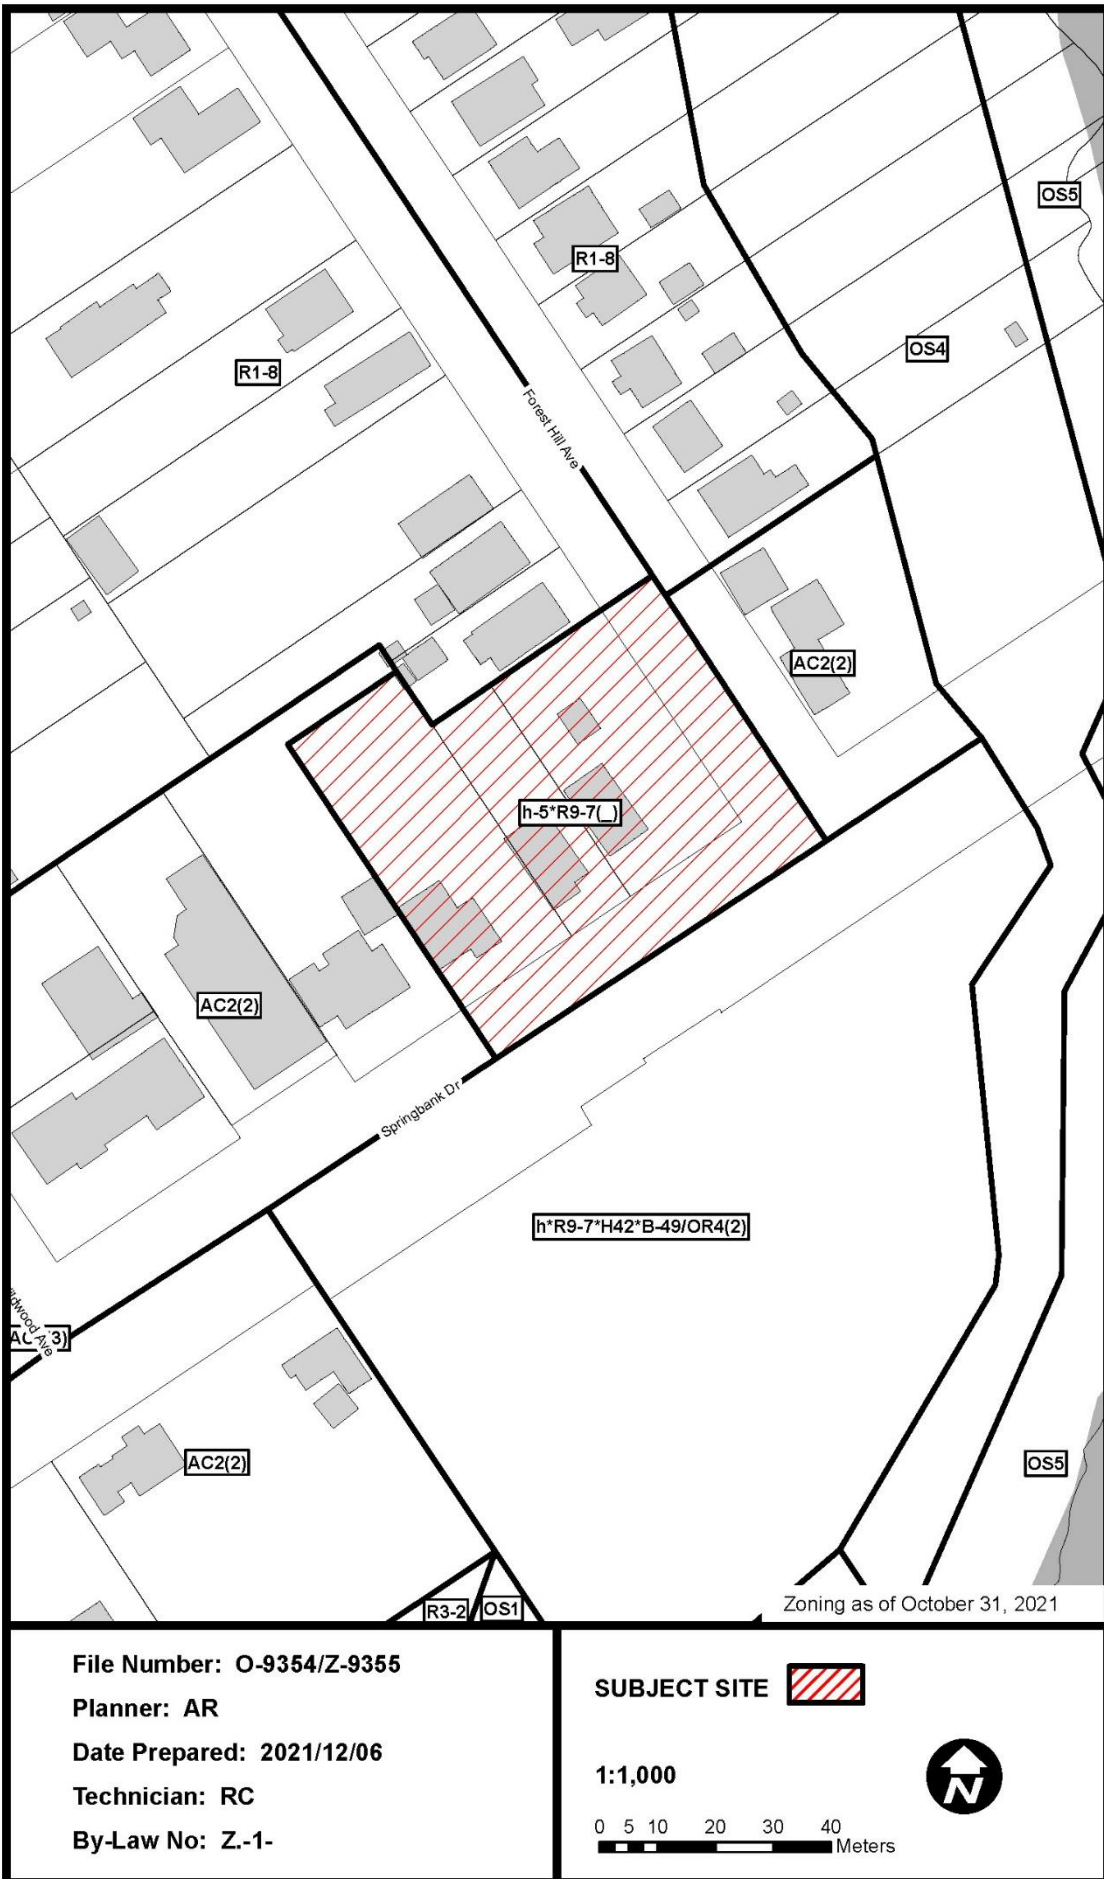 OS5
R1-8
OS4
R1-8
Forest Hill Ave
AC2(2)
h-5*R9-7(_)
AC2(2)
Springbank Dr
h*R9-7*H42*B-49/OR4(2)
ildwood Ave
3)
AC2(2)
OS5
R3-2
OS1
Zoning as of October 31, 2021
File Number: O-9354/Z-9355
Planner: AR
Date Prepared: 2021/12/06
Technician: RC
By-Law No: Z.-1-
SUBJECT SITE
1:1,000
N
0 5 10 20 30 40
Meters